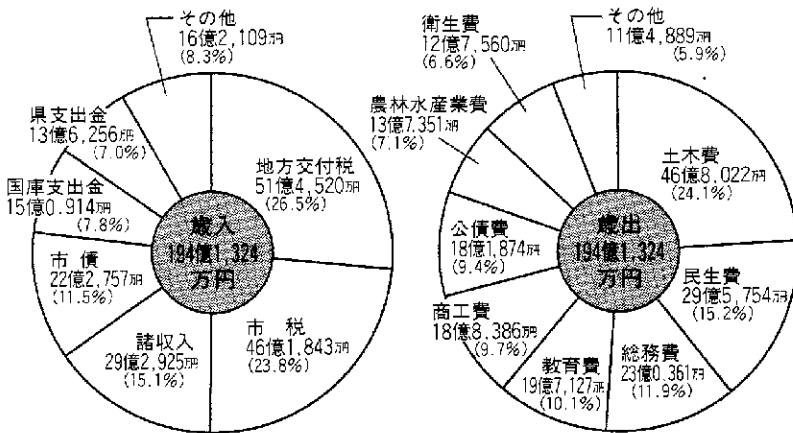 その他
16億2,109万円
(8.3%)
県支出金
13億6,256万円
(7.0%)
国庫支出金
15億0.914万円
(7.8%)
市債
22億2,757万円
(11.5%)
諸収入
29億2,925万円
(15.1%)
市税
46億1.843万円
(23.8%)
地方交付税
51億4,520万円
(26.5%)
歳入
194億1,324
万円
衛生費
12億7,560万円
(6.6%)
その他
11億4,889万円
(5.9%)
農林水産業費
13億7.351万円
(7.1%)
公債費
18億1,874万円
(9.4%)
商工費
18億8,386万円
(9.7%)
教育費
19億7,127万円
(10.1%)
総務費
23億0.361万円
(11.9%)
民生費
29億5,754万円
(15.2%)
土木費
46億8,022万円
(24.1%)
歳出
194億1,324
万円